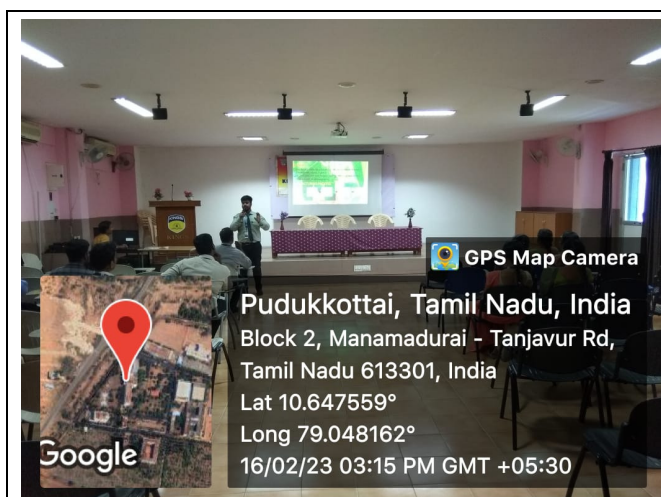 GPS Map Camera
Pudukkottai, Tamil Nadu, India
Block 2, Manamadurai - Tanjavur Rd,
Tamil Nadu 613301, India
Lat 10.647559°
Long 79.048162°
16/02/23 03:15 PM GMT +05:30
Google